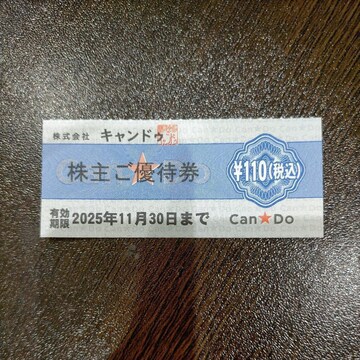 株式会社 キャンドゥ
株主ご優待券
¥110(税込)
有効期限 2025年11月30日まで
Can★Do